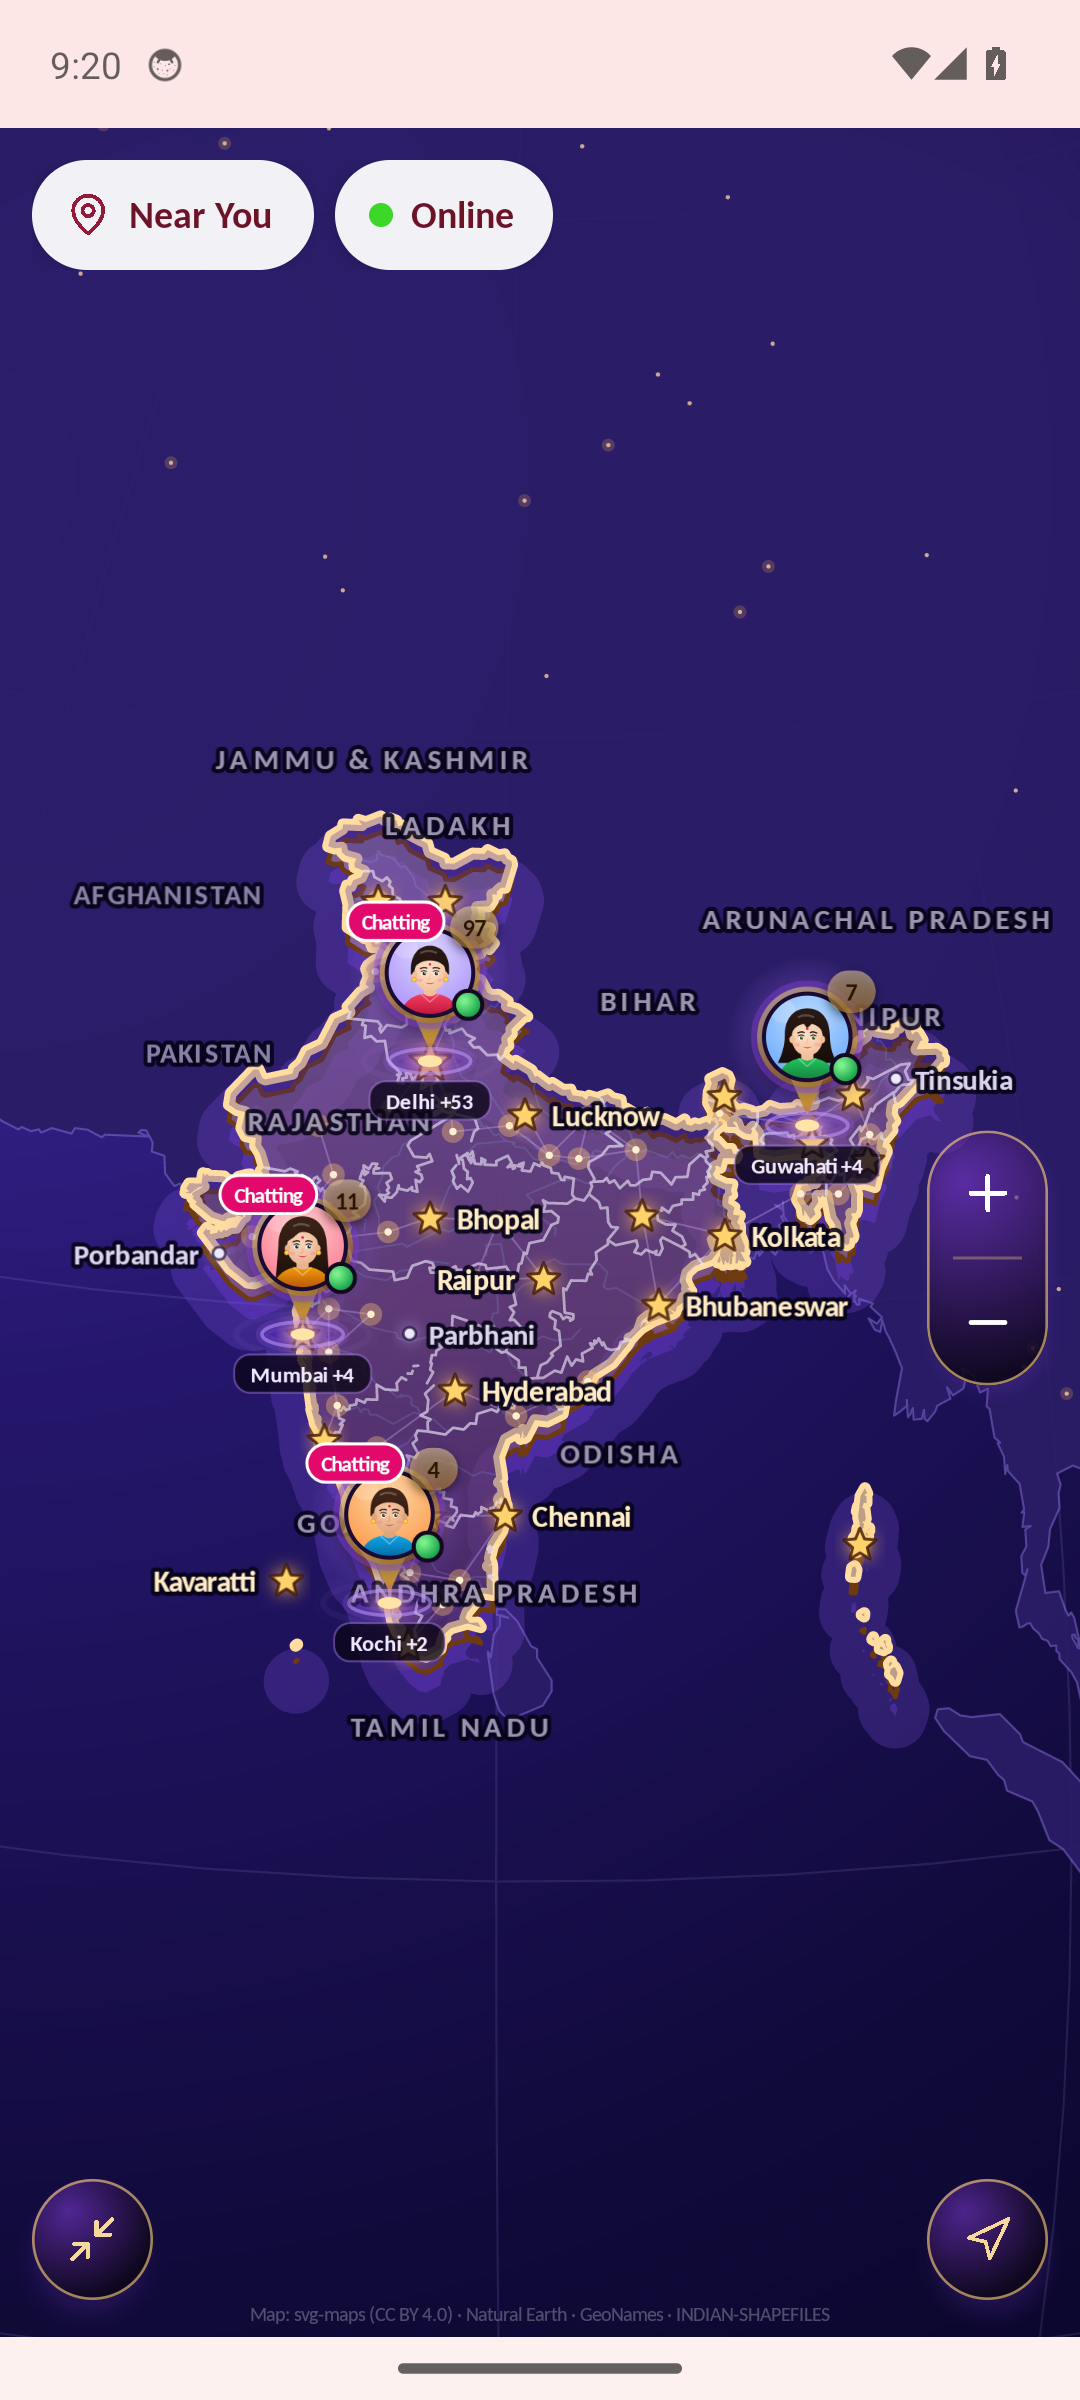 9:20
Near You
Online
JAMMU & KASHMIR
LADAKH
AFGHANISTAN
Chatting
97
ARUNACHAL PRADESH
BIHAR
7
IPUR
PAKISTAN
Tinsukia
Delhi +53
Lucknow
RAJASTHAN
Guwahati +4
Chatting
11
Bhopal
Kolkata
Porbandar
Raipur
Bhubaneswar
Parbhani
Mumbai +4
Hyderabad
ODISHA
Chatting
4
Chennai
GO
Kavaratti
ANDHRA PRADESH
Kochi +2
TAMIL NADU
Map: svg-maps (CC BY 4.0) · Natural Earth · GeoNames · INDIAN-SHAPEFILES